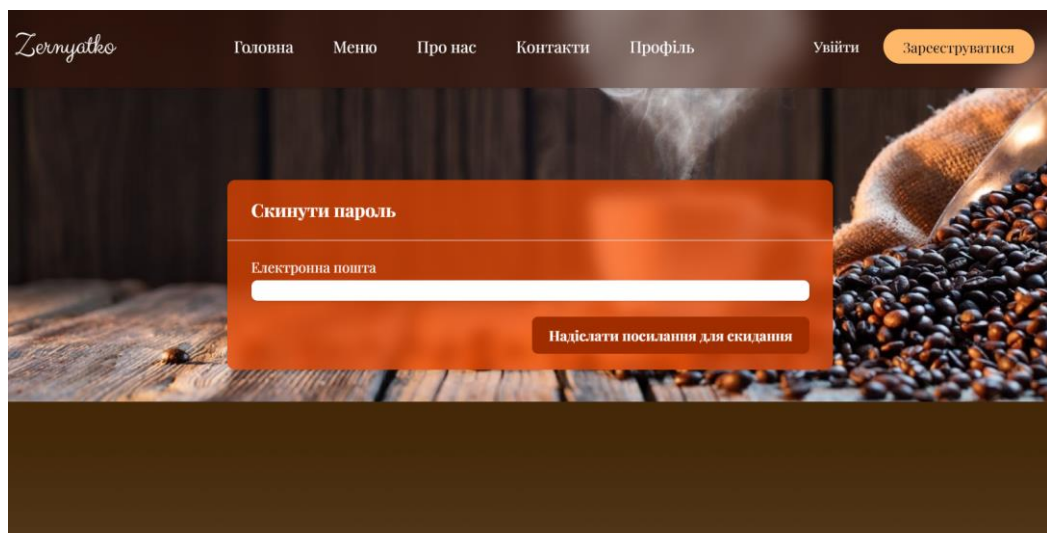 Zernyatko
Головна Меню Про нас Контакти Профіль Увійти Зареєструватися
Скинути пароль
Електронна пошта
Надіслати посилання для скидання